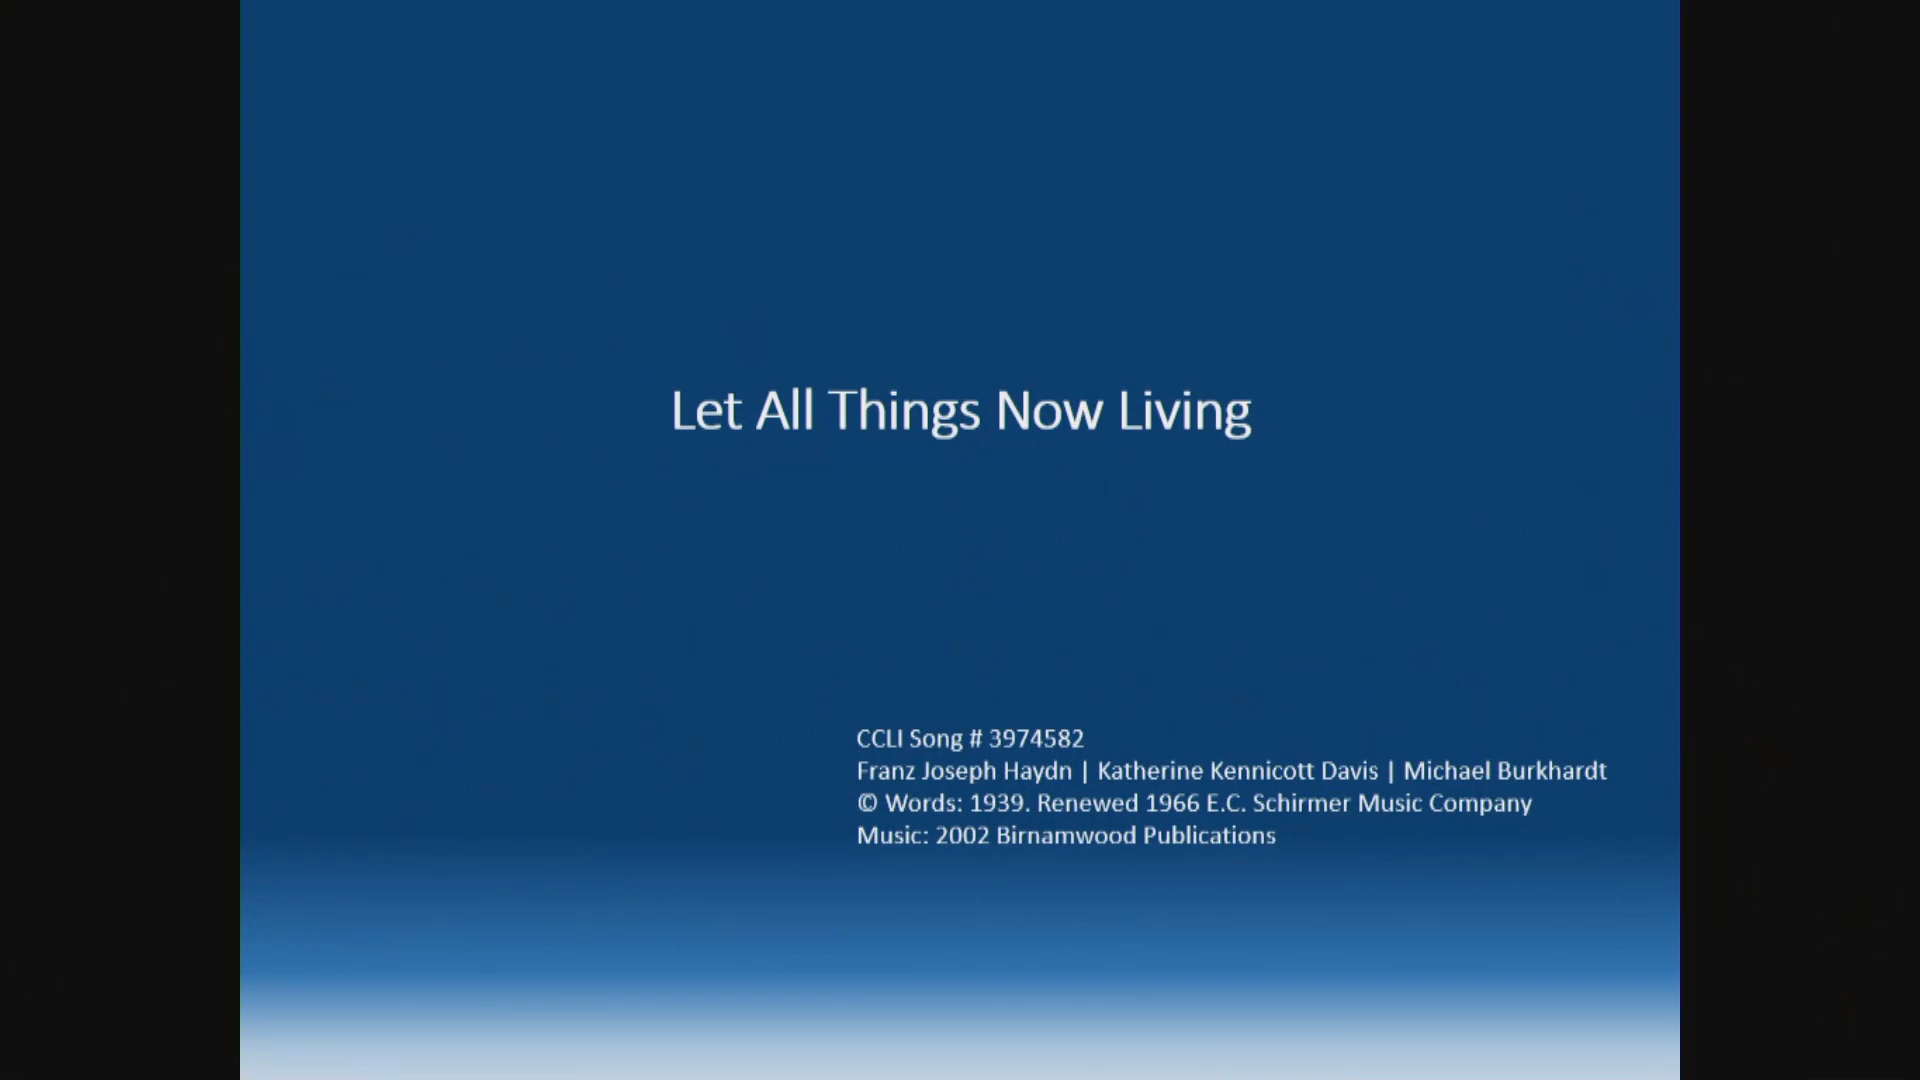 Let All Things Now Living
CCLI Song # 3974582
Franz Joseph Haydn | Katherine Kennicott Davis | Michael Burkhardt
© Words: 1939. Renewed 1966 E.C. Schirmer Music Company
Music: 2002 Birnamwood Publications